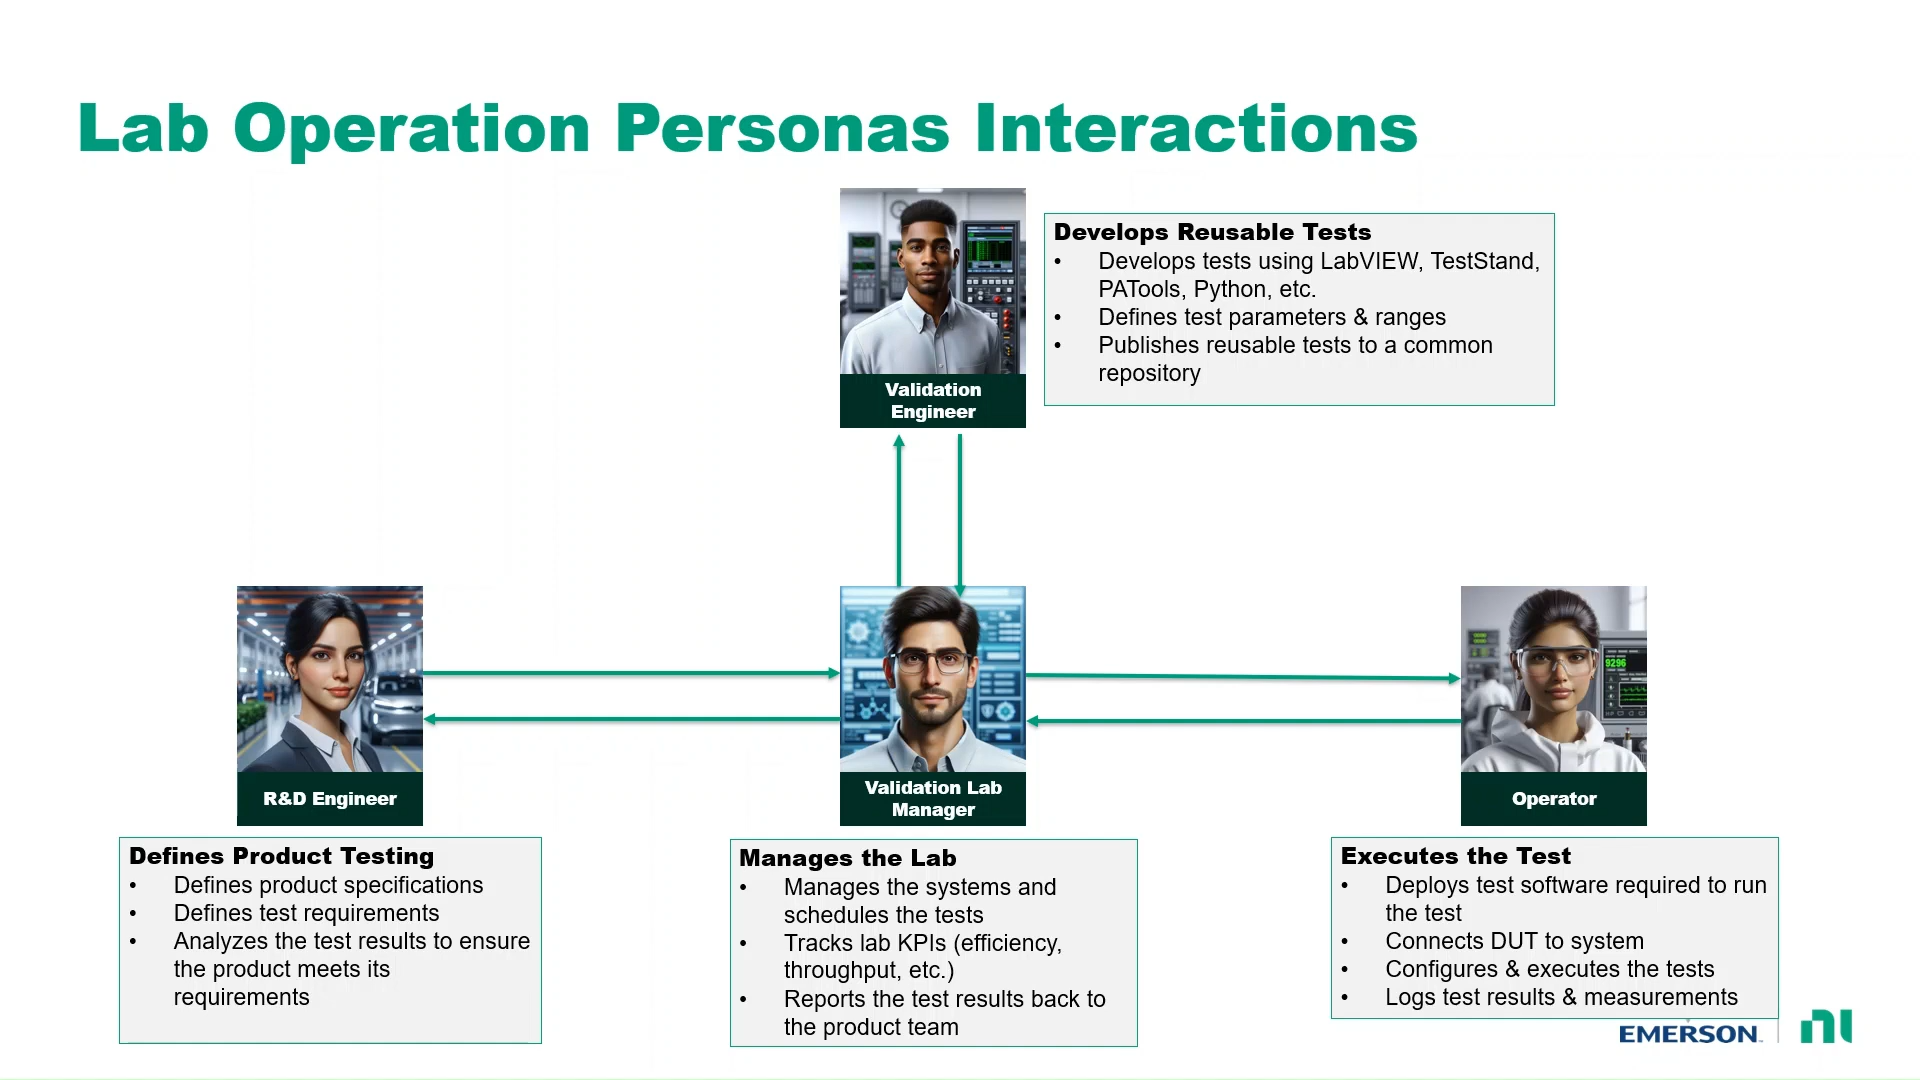 Lab Operation Personas Interactions
Develops Reusable Tests
• Develops tests using LabVIEW, TestStand,
PATools, Python, etc.
• Defines test parameters & ranges
• Publishes reusable tests to a common
repository
Validation
Engineer
9296
R&D Engineer
Validation Lab
Manager
Operator
Defines Product Testing
• Defines product specifications
• Defines test requirements
• Analyzes the test results to ensure
the product meets its
requirements
Manages the Lab
• Manages the systems and
schedules the tests
• Tracks lab KPIs (efficiency,
throughput, etc.)
• Reports the test results back to
the product team
Executes the Test
• Deploys test software required to run
the test
• Connects DUT to system
• Configures & executes the tests
• Logs test results & measurements
EMERSON
ni